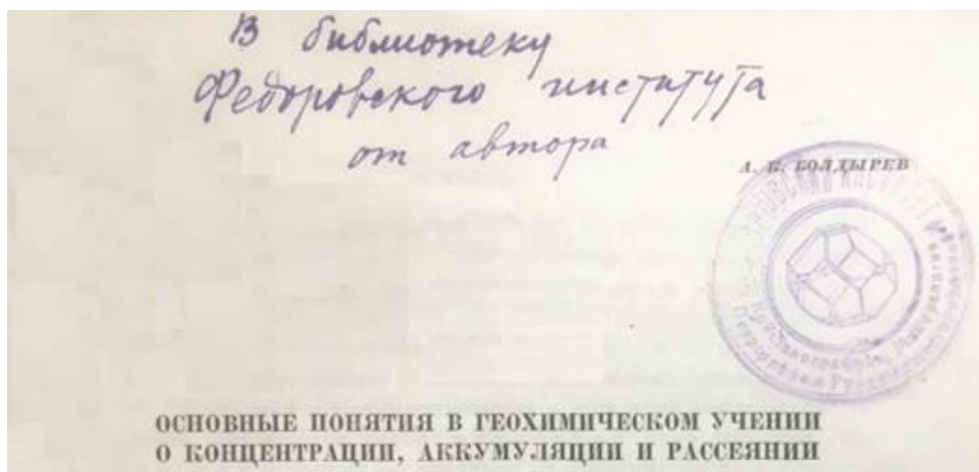 В библиотеку
Федоровского института
от автора
А. К. БОЛДЫРЕВ
ОСНОВНЫЕ ПОНЯТИЯ В ГЕОХИМИЧЕСКОМ УЧЕНИИ
О КОНЦЕНТРАЦИИ, АККУМУЛЯЦИИ И РАССЕЯНИИ